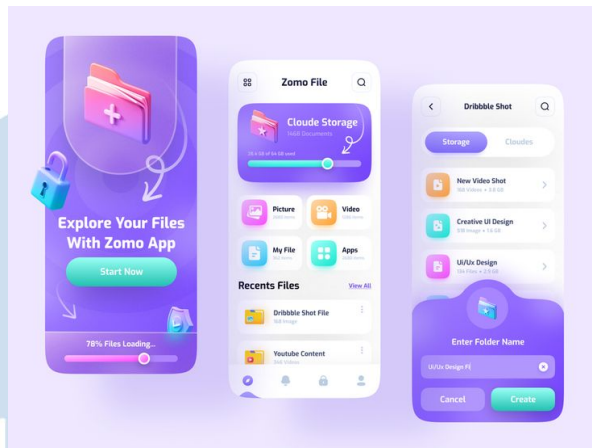 Explore Your Files
With Zomo App
Start Now
78% Files Loading...
Zomo File
Cloude Storage
Documents
Picture
Video
My File
Apps
Recents Files
View All
Dribbble Shot File
Youtube Content
Dribbble Shot
Storage
Cloudes
New Video Shot
Creative UI Design
Ui/Ux Design
Enter Folder Name
Ui/Ux Design Fi
Cancel
Create